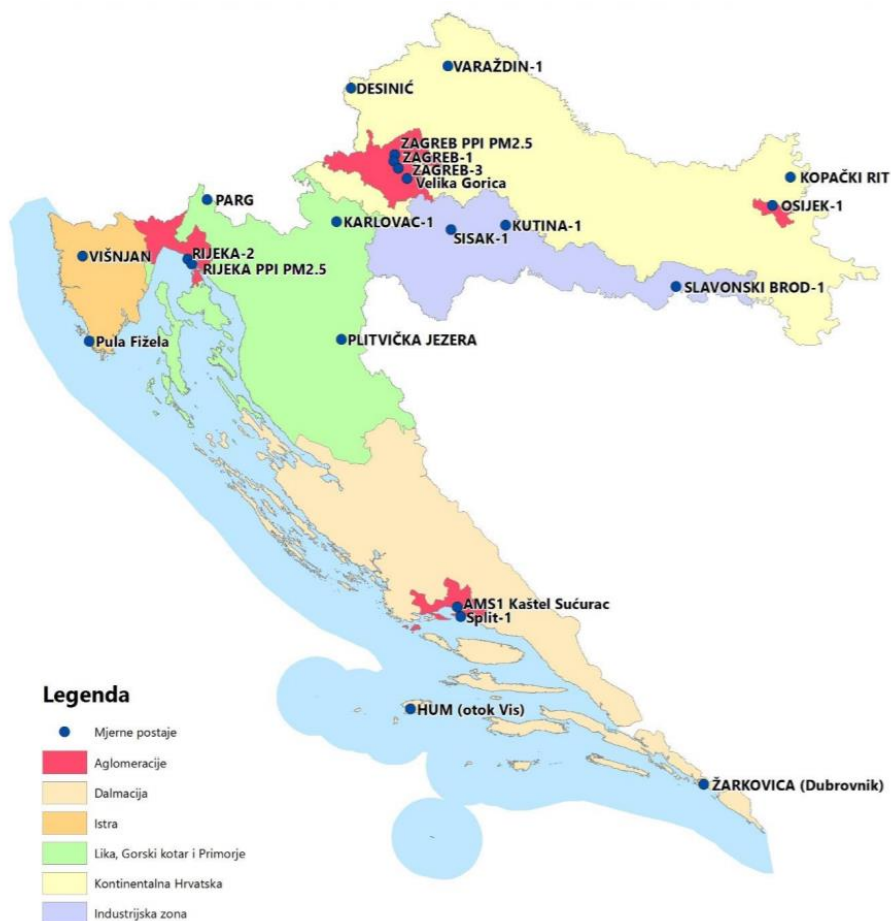 VARAŽDIN-1
DESINIĆ
ZAGREB PPI PM2.5
ZAGREB-1
ZAGREB-3
Velika Gorica
KOPAČKI RIT
PARG
OSIJEK-1
KARLOVAC-1
KUTINA-1
SISAK-1
VIŠNJAN
RIJEKA-2
RIJEKA PPI PM2.5
SLAVONSKI BROD-1
Pula Fižela
PLITVIČKA JEZERA
AMS1 Kaštel Sućurac
Split-1
HUM (otok Vis)
ŽARKOVICA (Dubrovnik)
Legenda
Mjerne postaje
Aglomeracije
Dalmacija
Istra
Lika, Gorski kotar i Primorje
Kontinentalna Hrvatska
Industrijska zona